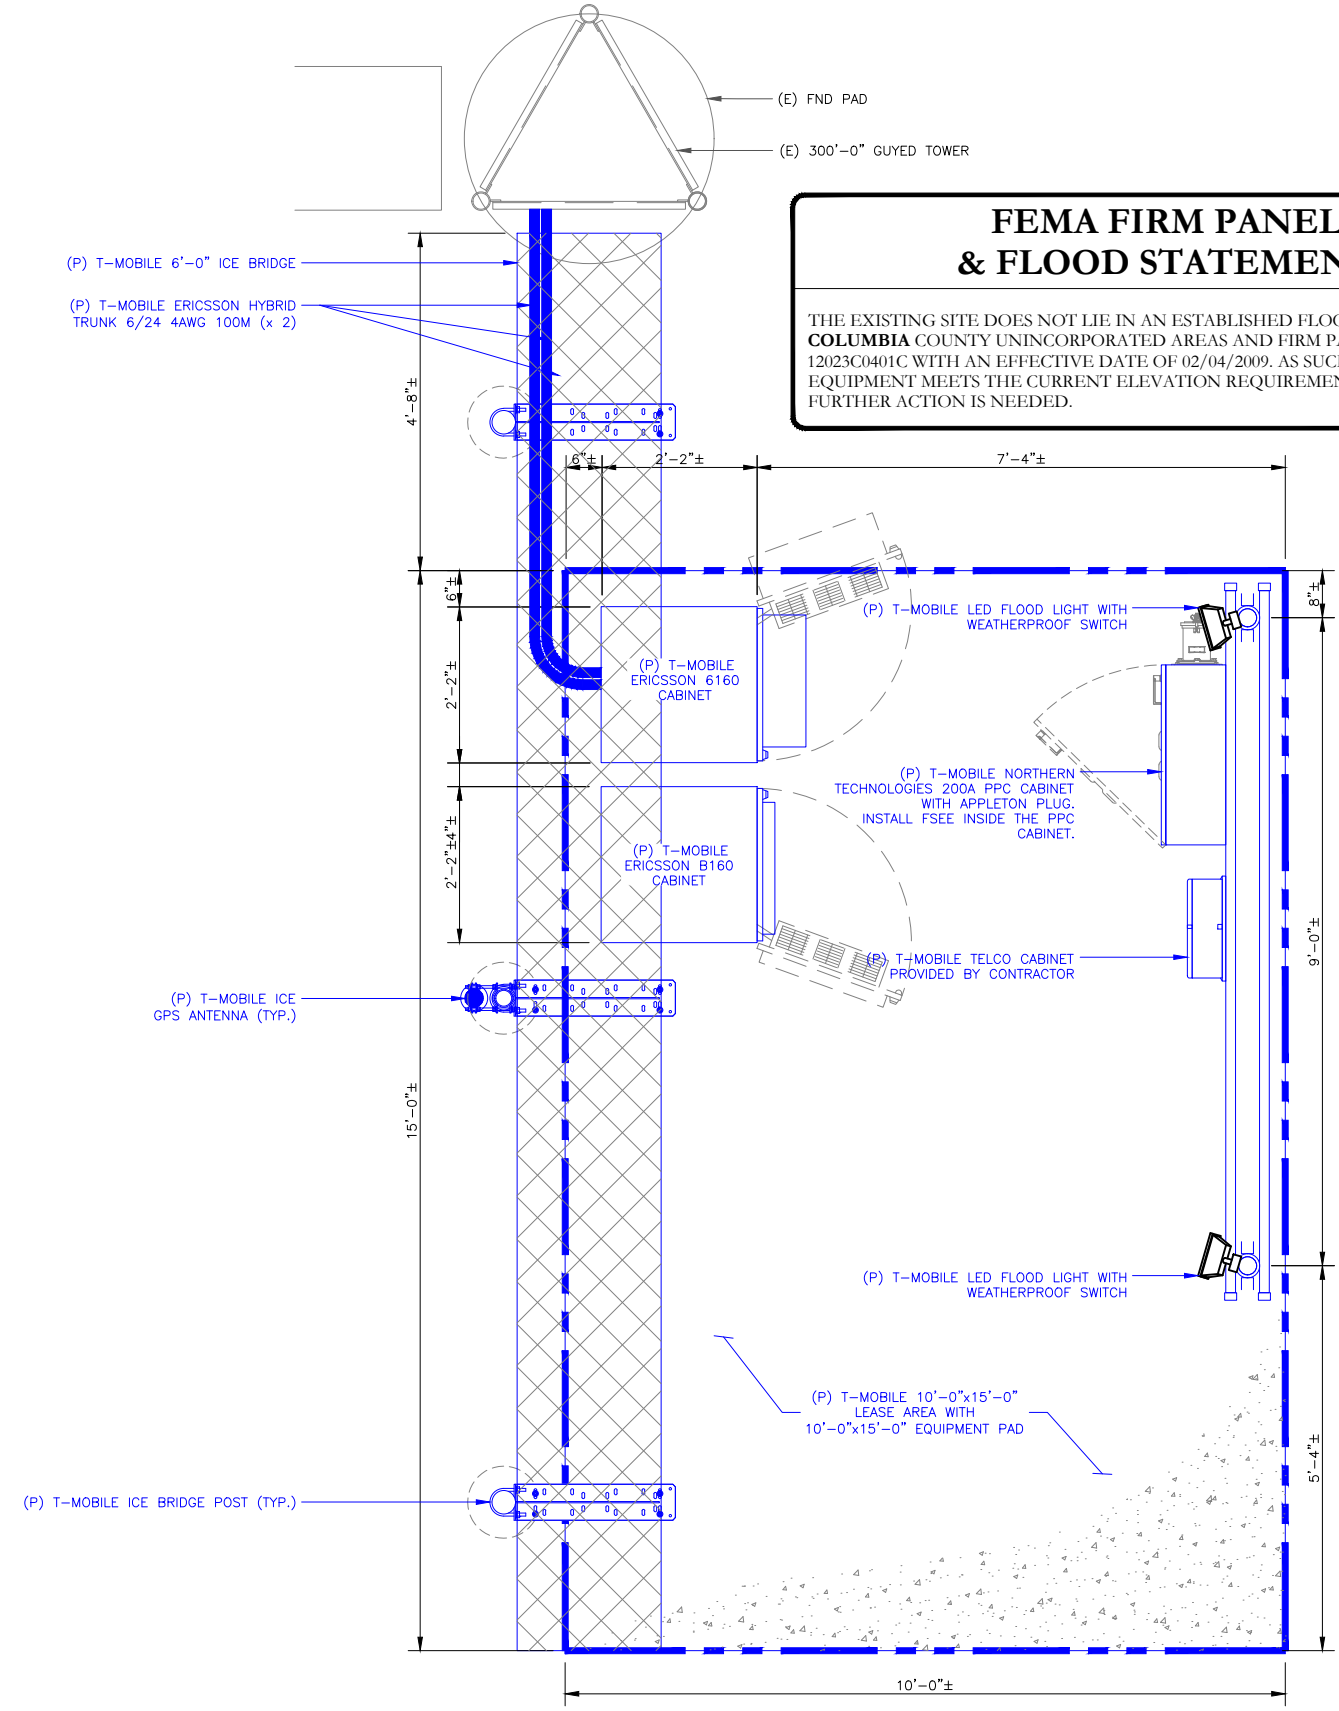 (E) FND PAD
(E) 300'-0" GUYED TOWER
FEMA FIRM PANEL
& FLOOD STATEMEN
THE EXISTING SITE DOES NOT LIE IN AN ESTABLISHED FLOO
COLUMBIA COUNTY UNINCORPORATED AREAS AND FIRM PA
12023C0401C WITH AN EFFECTIVE DATE OF 02/04/2009. AS SUCH
EQUIPMENT MEETS THE CURRENT ELEVATION REQUIREMEN
FURTHER ACTION IS NEEDED.
(P) T-MOBILE 6'-0" ICE BRIDGE
(P) T-MOBILE ERICSSON HYBRID
TRUNK 6/24 4AWG 100M (x 2)
4'-8"±
6"±
2'-2"±
7'-4"±
6"±
2'-2"±
2'-2"±4"±
15'-0"±
(P) T-MOBILE
ERICSSON 6160
CABINET
(P) T-MOBILE
ERICSSON B160
CABINET
(P) T-MOBILE LED FLOOD LIGHT WITH
WEATHERPROOF SWITCH
8"±
(P) T-MOBILE NORTHERN
TECHNOLOGIES 200A PPC CABINET
WITH APPLETON PLUG.
INSTALL FSEE INSIDE THE PPC
CABINET.
(P) T-MOBILE TELCO CABINET
PROVIDED BY CONTRACTOR
9'-0"±
(P) T-MOBILE ICE
GPS ANTENNA (TYP.)
(P) T-MOBILE LED FLOOD LIGHT WITH
WEATHERPROOF SWITCH
(P) T-MOBILE 10'-0"x15'-0"
LEASE AREA WITH
10'-0"x15'-0" EQUIPMENT PAD
5'-4"±
(P) T-MOBILE ICE BRIDGE POST (TYP.)
10'-0"±